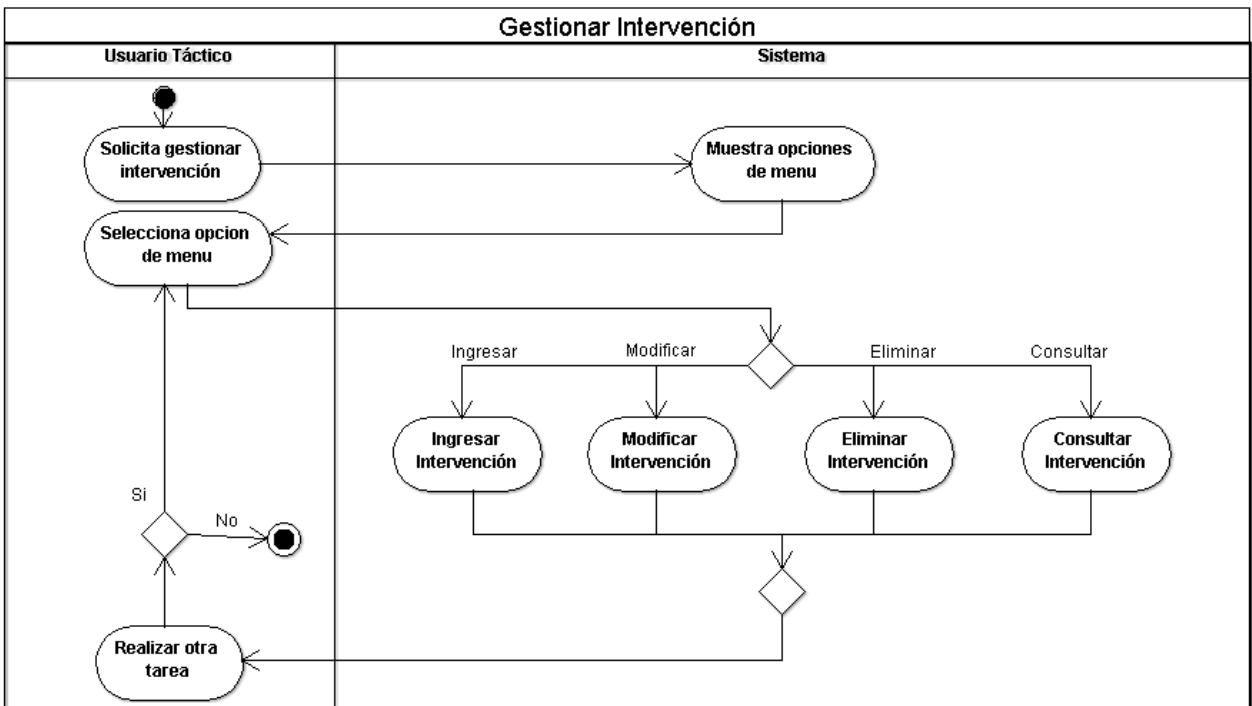 Gestionar Intervención
Usuario Táctico
Sistema
Solicita gestionar
intervención
Muestra opciones
de menu
Selecciona opcion
de menu
Ingresar
Modificar
Eliminar
Consultar
Ingresar
Intervención
Modificar
Intervención
Eliminar
Intervención
Consultar
Intervención
Si
No
Realizar otra
tarea